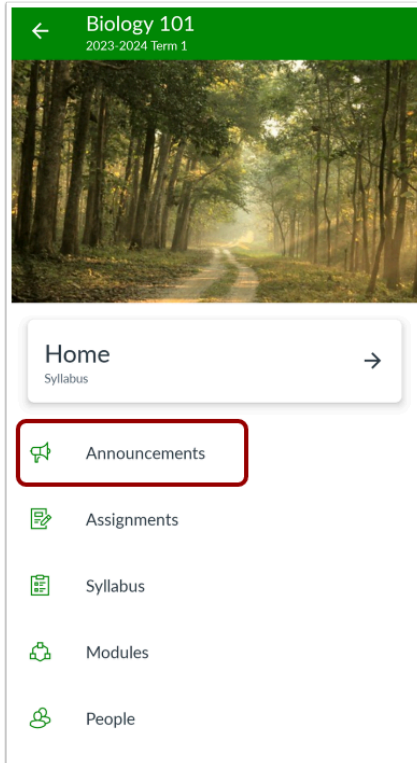 Biology 101
2023-2024 Term 1
Home
Syllabus
Announcements
Assignments
Syllabus
Modules
People